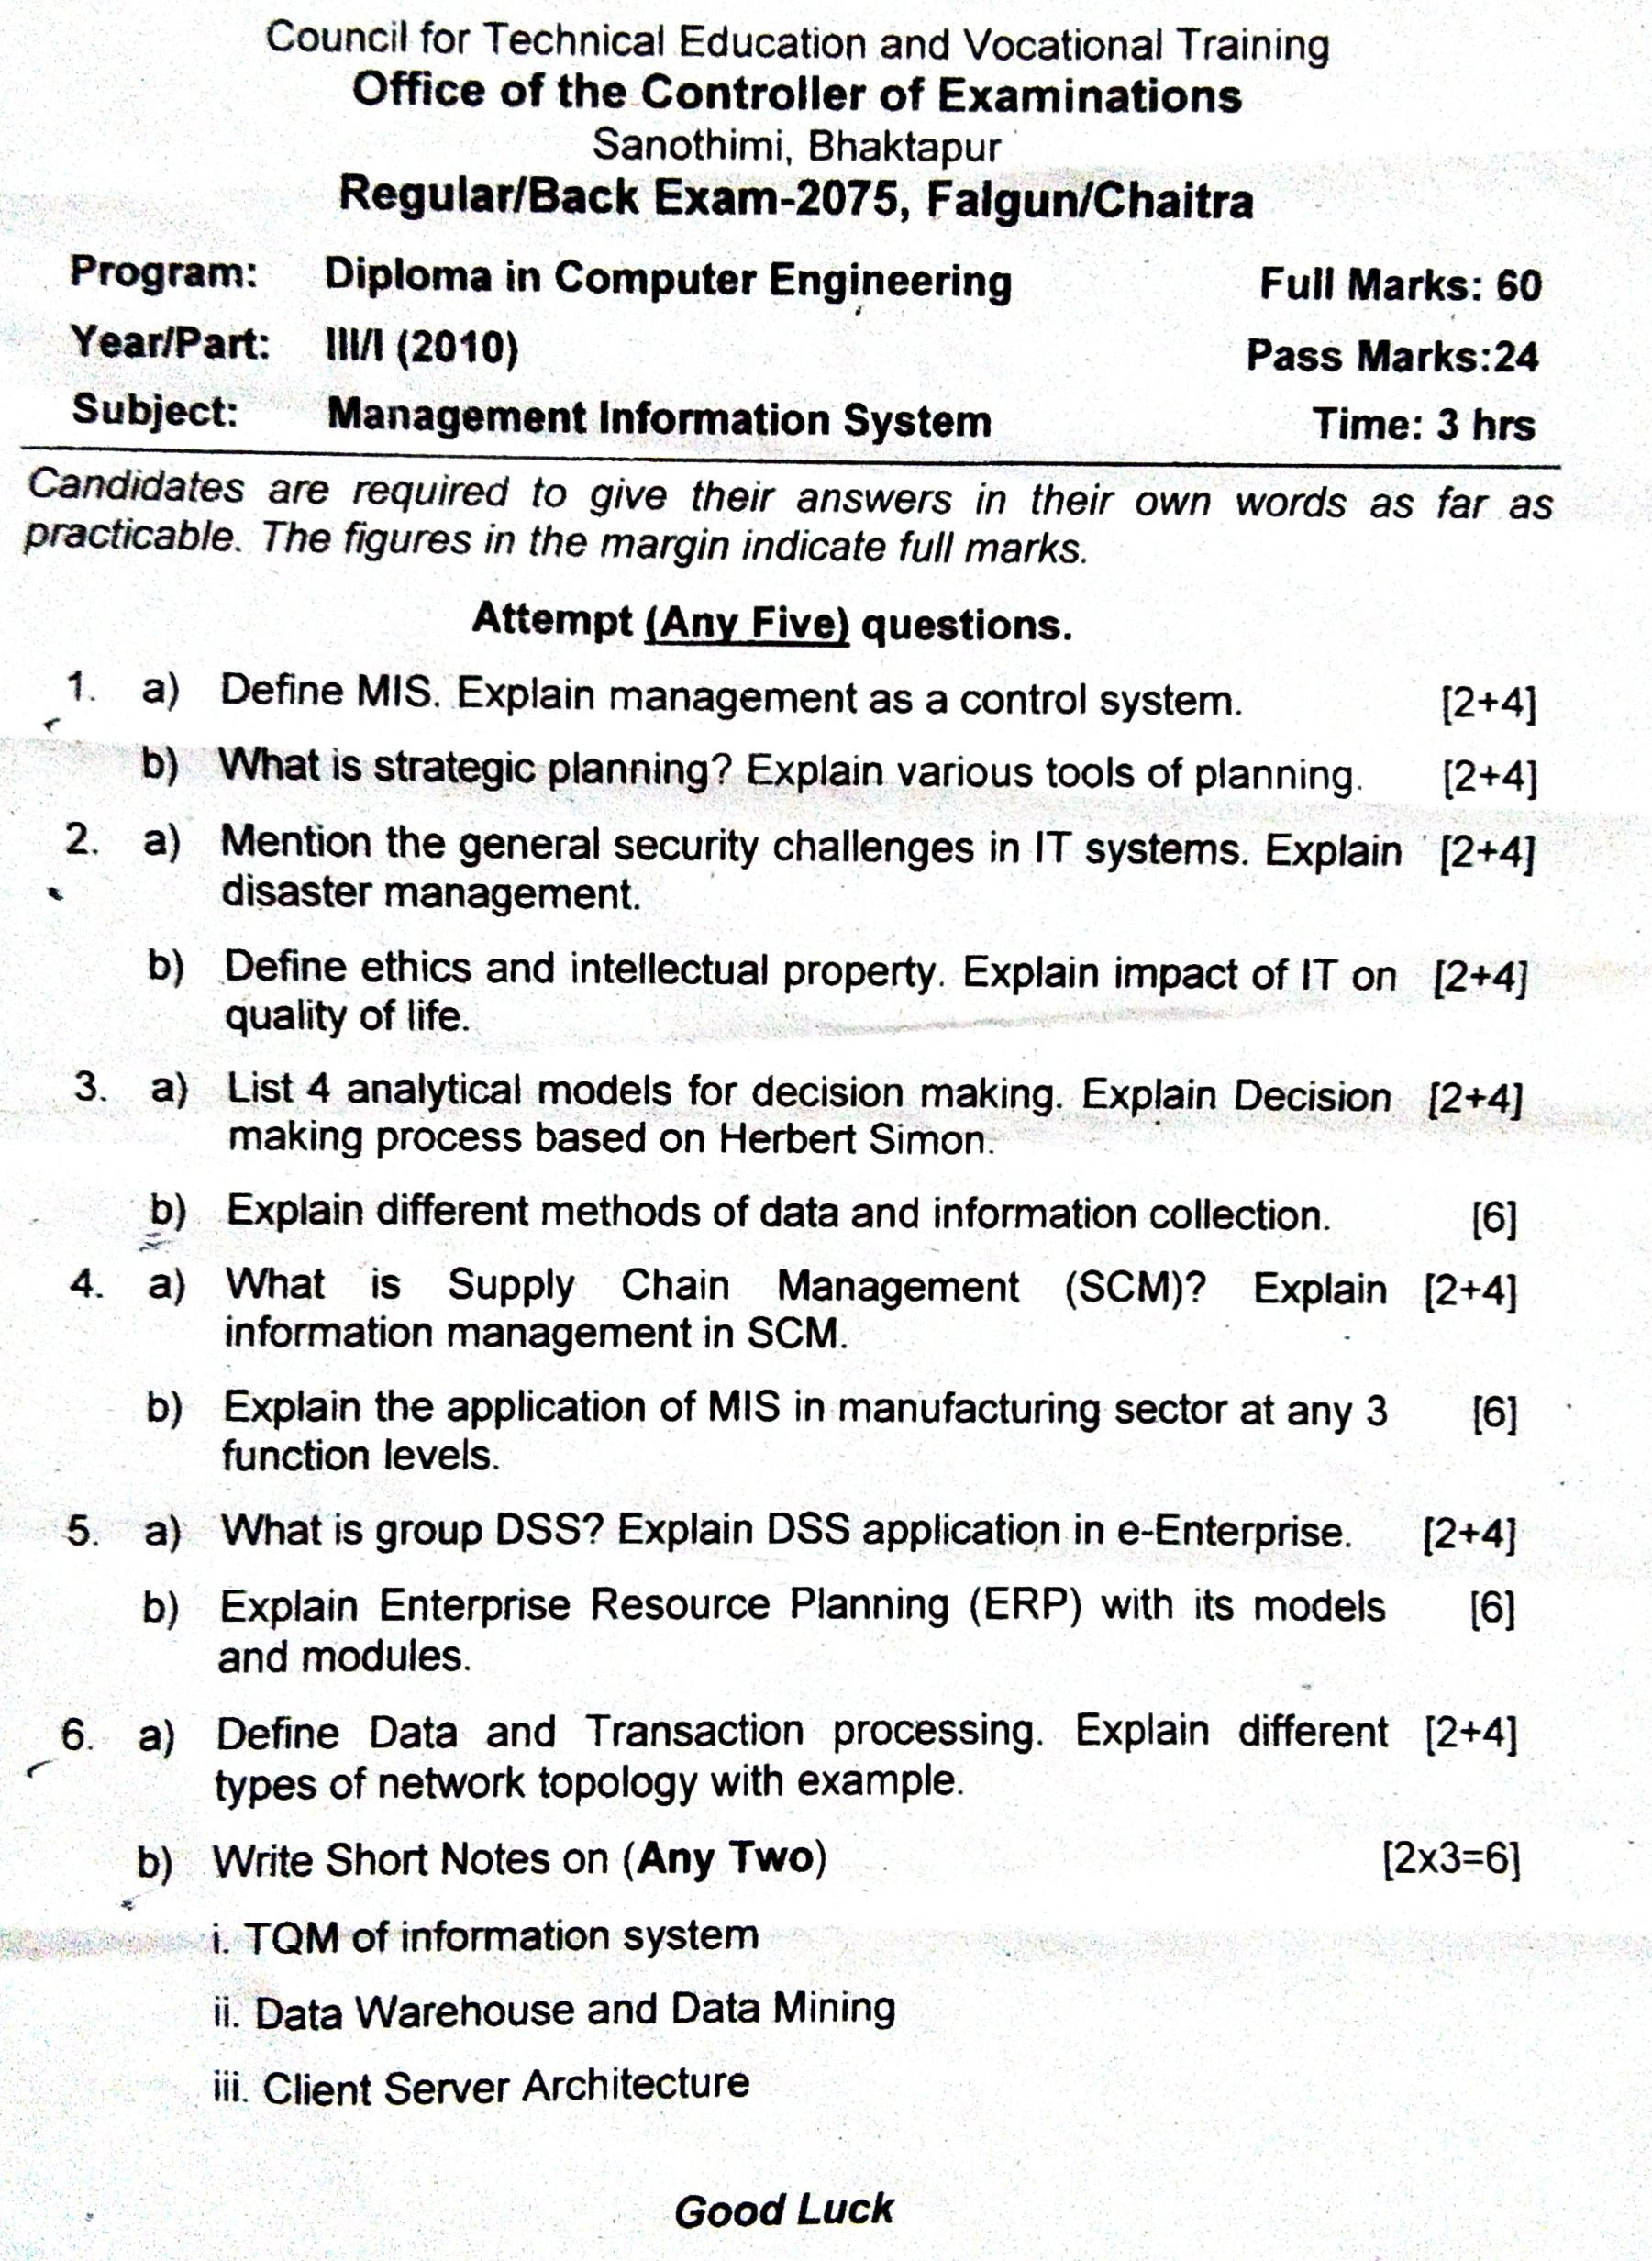 Council for Technical Education and Vocational Training
Office of the Controller of Examinations
Sanothimi, Bhaktapur
Regular/Back Exam-2075, Falgun/Chaitra
Program: Diploma in Computer Engineering Full Marks: 60
Year/Part: III/I (2010) Pass Marks:24
Subject: Management Information System Time: 3 hrs
Candidates are required to give their answers in their own words as far as
practicable. The figures in the margin indicate full marks.
Attempt (Any Five) questions.
1. a) Define MIS. Explain management as a control system. [2+4]
b) What is strategic planning? Explain various tools of planning. [2+4]
2. a) Mention the general security challenges in IT systems. Explain [2+4]
disaster management.
b) Define ethics and intellectual property. Explain impact of IT on [2+4]
quality of life.
3. a) List 4 analytical models for decision making. Explain Decision [2+4]
making process based on Herbert Simon.
b) Explain different methods of data and information collection. [6]
4. a) What is Supply Chain Management (SCM)? Explain [2+4]
information management in SCM.
b) Explain the application of MIS in manufacturing sector at any 3 [6]
function levels.
5. a) What is group DSS? Explain DSS application in e-Enterprise. [2+4]
b) Explain Enterprise Resource Planning (ERP) with its models [6]
and modules.
6. a) Define Data and Transaction processing. Explain different [2+4]
types of network topology with example.
b) Write Short Notes on (Any Two) [2x3=6]
i. TQM of information system
ii. Data Warehouse and Data Mining
iii. Client Server Architecture
Good Luck